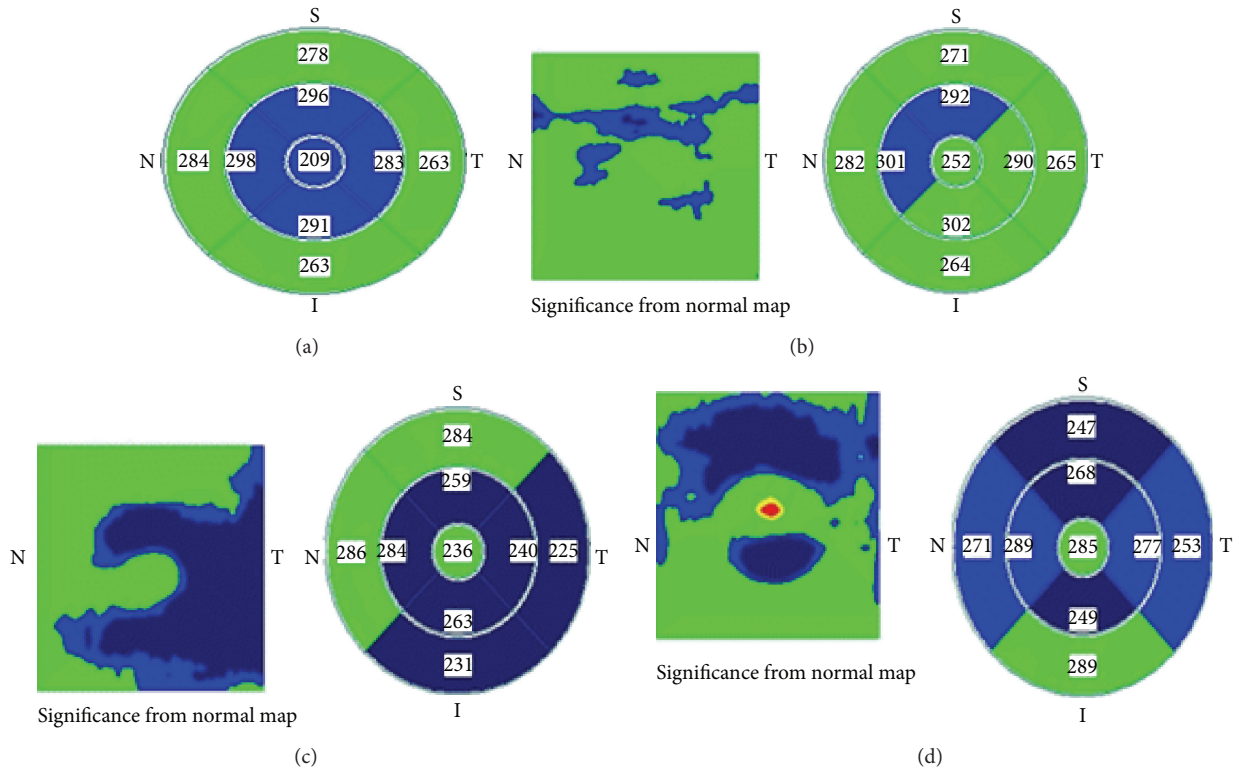 S
278
296
N 284 298 209 283 263 T
291
263
I
(a)
S
271
292
N T N 282 301 252 290 265 T
302
264
Significance from normal map
I
(b)
S
284
259
N T N 286 284 236 240 225 T
263
231
Significance from normal map
I
(c)
S
247
268
N T N 271 289 285 277 253 T
249
289
Significance from normal map
I
(d)